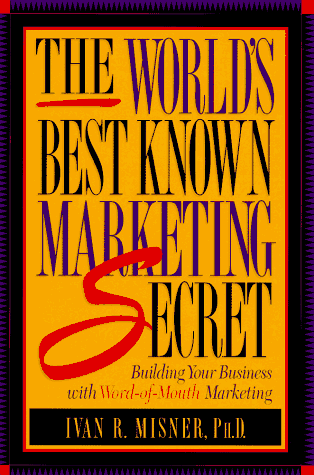 THE WORLD'S
BEST KNOWN
MARKETING
SECRET
Building Your Business
with Word-of-Mouth Marketing
IVAN R. MISNER, PH.D.